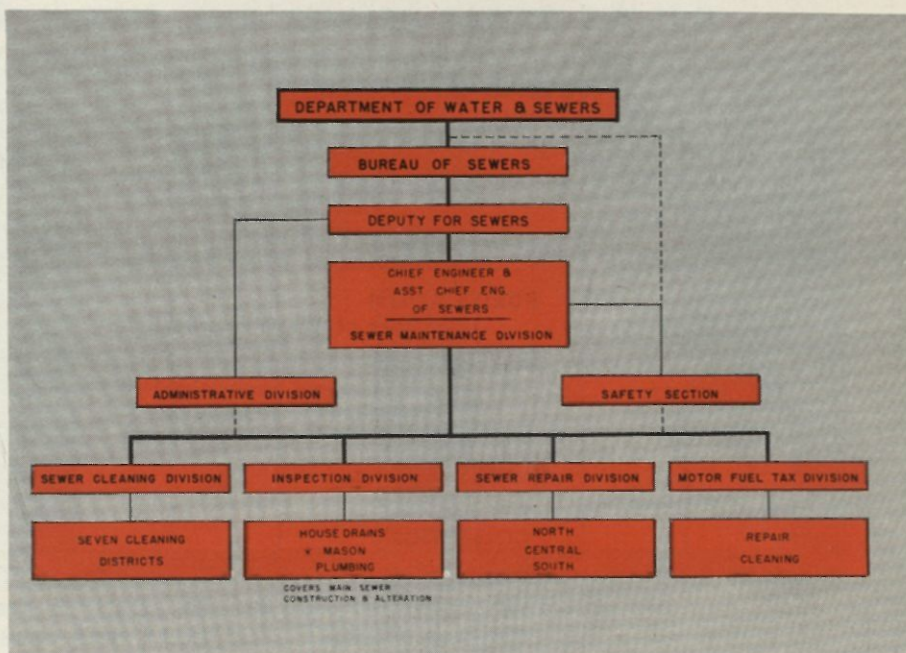 DEPARTMENT OF WATER & SEWERS
BUREAU OF SEWERS
DEPUTY FOR SEWERS
CHIEF ENGINEER &
ASST CHIEF ENG.
OF SEWERS
SEWER MAINTENANCE DIVISION
ADMINISTRATIVE DIVISION
SAFETY SECTION
SEWER CLEANING DIVISION
INSPECTION DIVISION
SEWER REPAIR DIVISION
MOTOR FUEL TAX DIVISION
SEVEN CLEANING
DISTRICTS
HOUSE DRAINS
x MASON
PLUMBING
NORTH
CENTRAL
SOUTH
REPAIR
CLEANING
COVERS MAIN SEWER
CONSTRUCTION & ALTERATION